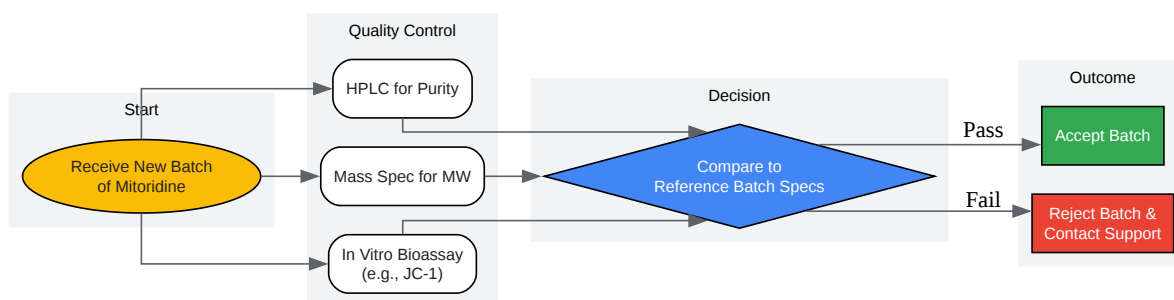 Start
Receive New Batch
of Mitoridine
Quality Control
HPLC for Purity
Mass Spec for MW
In Vitro Bioassay
(e.g., JC-1)
Decision
Compare to
Reference Batch Specs
Pass
Fail
Outcome
Accept Batch
Reject Batch &
Contact Support